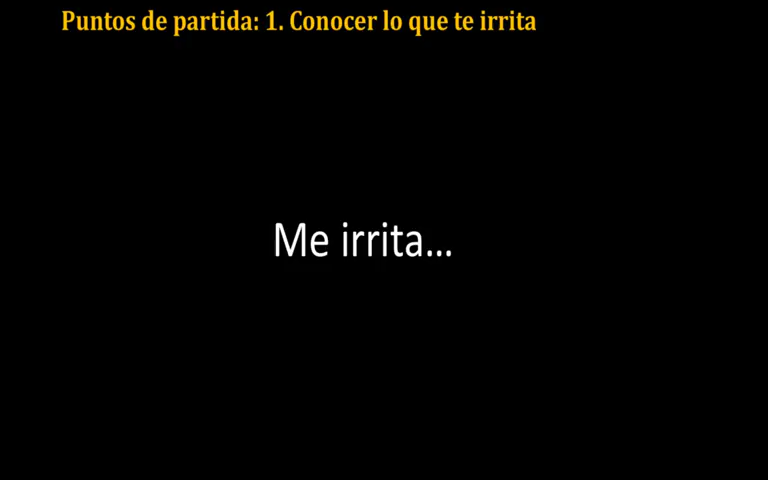 Puntos de partida: 1. Conocer lo que te irrita
Me irrita...